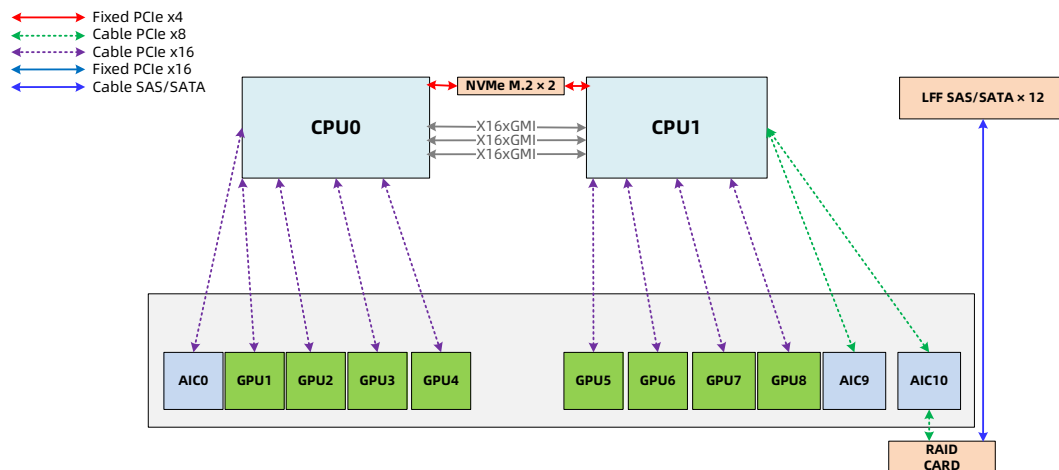 Fixed PCIe x4
Cable PCIe x8
Cable PCIe x16
Fixed PCIe x16
Cable SAS/SATA
NVMe M.2 × 2
CPU0
CPU1
LFF SAS/SATA × 12
X16xGMI
X16xGMI
X16xGMI
AIC0
GPU1
GPU2
GPU3
GPU4
GPU5
GPU6
GPU7
GPU8
AIC9
AIC10
RAID
CARD